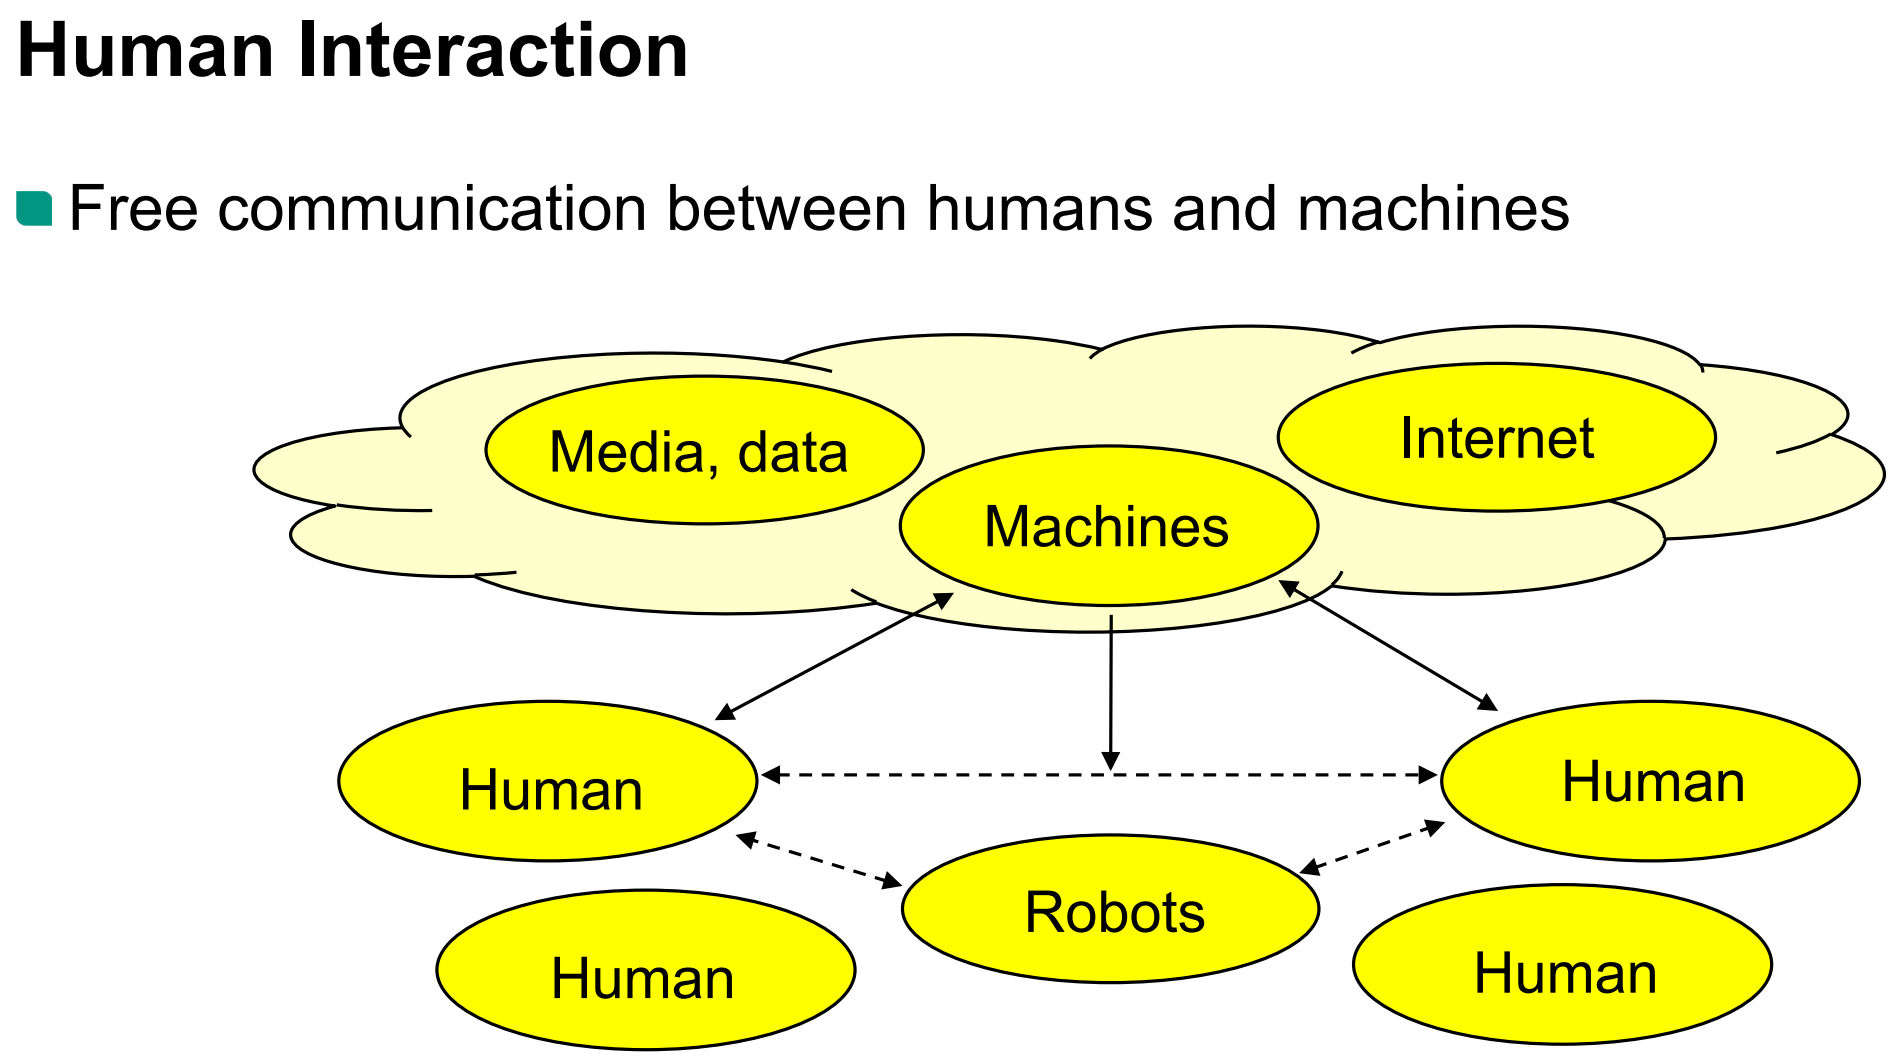 Human Interaction
Free communication between humans and machines
Media, data
Internet
Machines
Human
Human
Robots
Human
Human